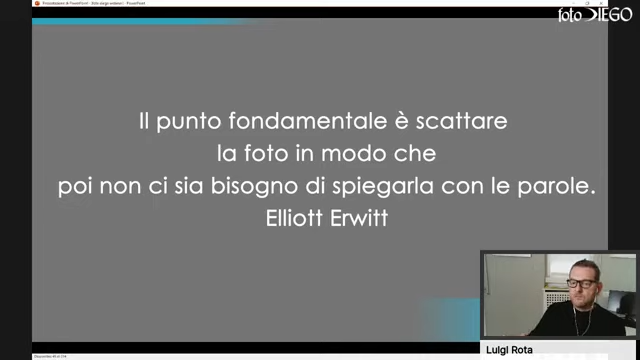 foto DIEGO
Il punto fondamentale è scattare
la foto in modo che
poi non ci sia bisogno di spiegarla con le parole.
Elliott Erwitt
Luigi Rota